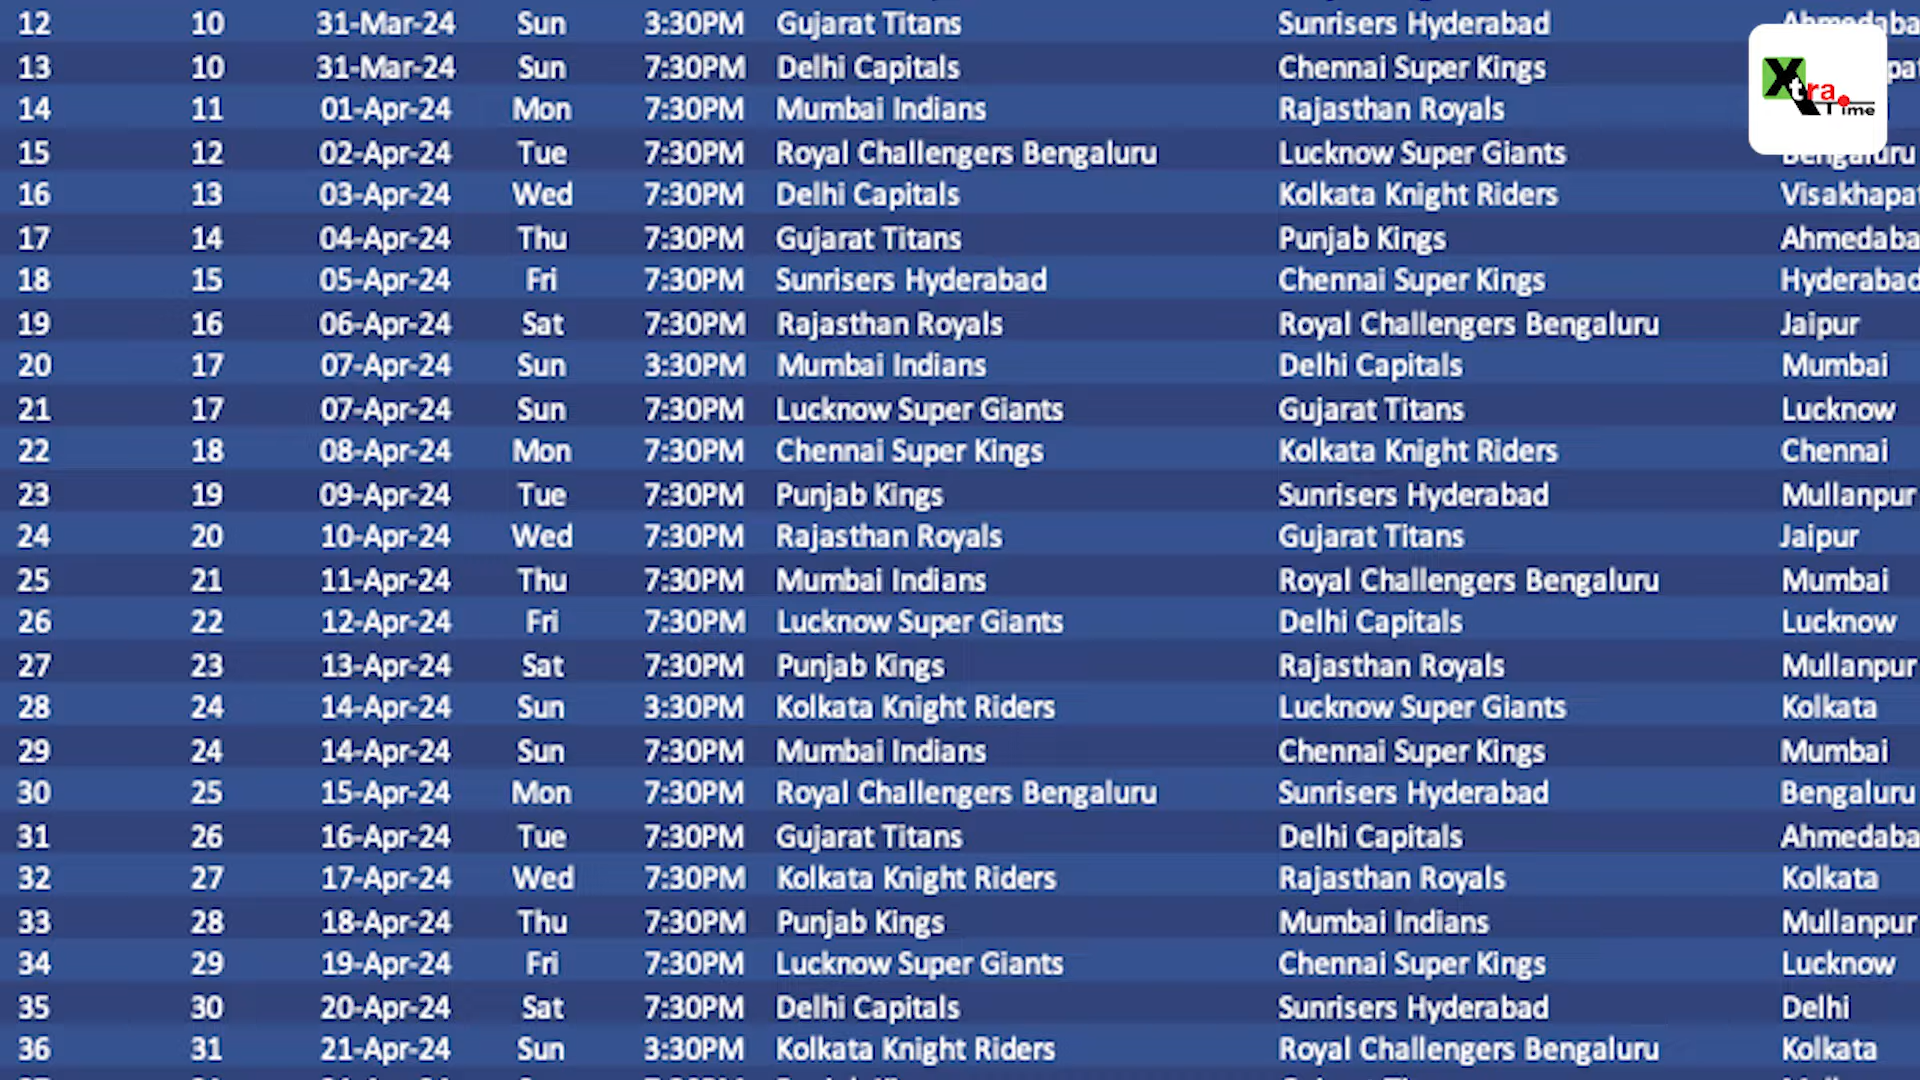 12 10 31-Mar-24 Sun 3:30PM Gujarat Titans Sunrisers Hyderabad
13 10 31-Mar-24 Sun 7:30PM Delhi Capitals Chennai Super Kings
14 11 01-Apr-24 Mon 7:30PM Mumbai Indians Rajasthan Royals
Xtra Time
15 12 02-Apr-24 Tue 7:30PM Royal Challengers Bengaluru Lucknow Super Giants Bengaluru
16 13 03-Apr-24 Wed 7:30PM Delhi Capitals Kolkata Knight Riders Visakhapat
17 14 04-Apr-24 Thu 7:30PM Gujarat Titans Punjab Kings Ahmedaba
18 15 05-Apr-24 Fri 7:30PM Sunrisers Hyderabad Chennai Super Kings Hyderabad
19 16 06-Apr-24 Sat 7:30PM Rajasthan Royals Royal Challengers Bengaluru Jaipur
20 17 07-Apr-24 Sun 3:30PM Mumbai Indians Delhi Capitals Mumbai
21 17 07-Apr-24 Sun 7:30PM Lucknow Super Giants Gujarat Titans Lucknow
22 18 08-Apr-24 Mon 7:30PM Chennai Super Kings Kolkata Knight Riders Chennai
23 19 09-Apr-24 Tue 7:30PM Punjab Kings Sunrisers Hyderabad Mullanpur
24 20 10-Apr-24 Wed 7:30PM Rajasthan Royals Gujarat Titans Jaipur
25 21 11-Apr-24 Thu 7:30PM Mumbai Indians Royal Challengers Bengaluru Mumbai
26 22 12-Apr-24 Fri 7:30PM Lucknow Super Giants Delhi Capitals Lucknow
27 23 13-Apr-24 Sat 7:30PM Punjab Kings Rajasthan Royals Mullanpur
28 24 14-Apr-24 Sun 3:30PM Kolkata Knight Riders Lucknow Super Giants Kolkata
29 24 14-Apr-24 Sun 7:30PM Mumbai Indians Chennai Super Kings Mumbai
30 25 15-Apr-24 Mon 7:30PM Royal Challengers Bengaluru Sunrisers Hyderabad Bengaluru
31 26 16-Apr-24 Tue 7:30PM Gujarat Titans Delhi Capitals Ahmedaba
32 27 17-Apr-24 Wed 7:30PM Kolkata Knight Riders Rajasthan Royals Kolkata
33 28 18-Apr-24 Thu 7:30PM Punjab Kings Mumbai Indians Mullanpur
34 29 19-Apr-24 Fri 7:30PM Lucknow Super Giants Chennai Super Kings Lucknow
35 30 20-Apr-24 Sat 7:30PM Delhi Capitals Sunrisers Hyderabad Delhi
36 31 21-Apr-24 Sun 3:30PM Kolkata Knight Riders Royal Challengers Bengaluru Kolkata